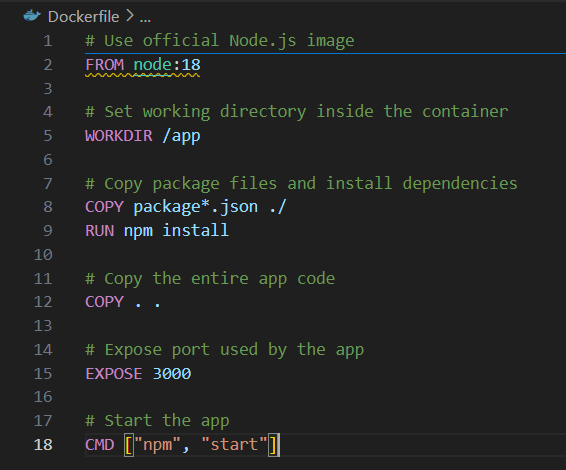 Dockerfile > ...
1 # Use official Node.js image
2 FROM node:18
3
4 # Set working directory inside the container
5 WORKDIR /app
6
7 # Copy package files and install dependencies
8 COPY package*.json ./
9 RUN npm install
10
11 # Copy the entire app code
12 COPY . .
13
14 # Expose port used by the app
15 EXPOSE 3000
16
17 # Start the app
18 CMD ["npm", "start"]